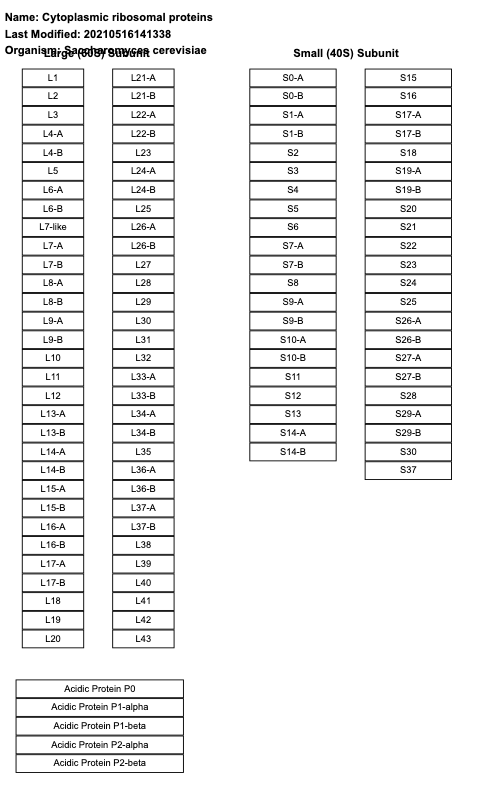 Name: Cytoplasmic ribosomal proteins
Last Modified: 20210516141338
Organism: Saccharomyces cerevisiae
Large (60S) Subunit
Small (40S) Subunit
L1
L2
L3
L4-A
L4-B
L5
L6-A
L6-B
L7-like
L7-A
L7-B
L8-A
L8-B
L9-A
L9-B
L10
L11
L12
L13-A
L13-B
L14-A
L14-B
L15-A
L15-B
L16-A
L16-B
L17-A
L17-B
L18
L19
L20
L21-A
L21-B
L22-A
L22-B
L23
L24-A
L24-B
L25
L26-A
L26-B
L27
L28
L29
L30
L31
L32
L33-A
L33-B
L34-A
L34-B
L35
L36-A
L36-B
L37-A
L37-B
L38
L39
L40
L41
L42
L43
S0-A
S0-B
S1-A
S1-B
S2
S3
S4
S5
S6
S7-A
S7-B
S8
S9-A
S9-B
S10-A
S10-B
S11
S12
S13
S14-A
S14-B
S15
S16
S17-A
S17-B
S18
S19-A
S19-B
S20
S21
S22
S23
S24
S25
S26-A
S26-B
S27-A
S27-B
S28
S29-A
S29-B
S30
S37
Acidic Protein P0
Acidic Protein P1-alpha
Acidic Protein P1-beta
Acidic Protein P2-alpha
Acidic Protein P2-beta